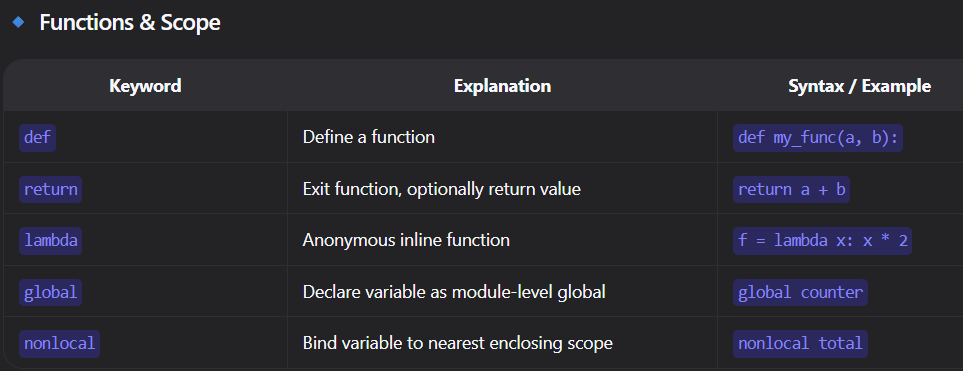 Functions & Scope
Keyword Explanation Syntax / Example
def Define a function def my_func(a, b):
return Exit function, optionally return value return a + b
lambda Anonymous inline function f = lambda x: x * 2
global Declare variable as module-level global global counter
nonlocal Bind variable to nearest enclosing scope nonlocal total